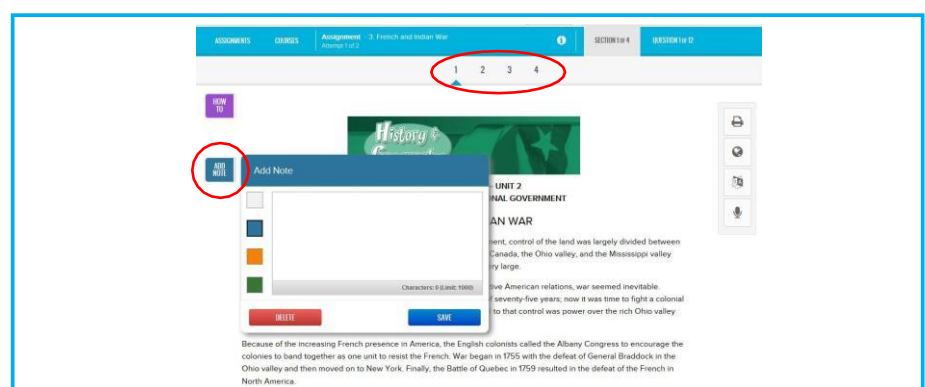 ASSIGNMENTS COURSES Assignment - 3. French and Indian War SECTION 1 of 4 QUESTION 1 of 12
Attempt 1 of 2
1 2 3 4
HOW TO
History &
ADD NOTE
Add Note
- UNIT 2
NAL GOVERNMENT
AN WAR
ent, control of the land was largely divided between
Canada, the Ohio valley, and the Mississippi valley
ry large.
tive American relations, war seemed inevitable.
f seventy-five years; now it was time to fight a colonial
to that control was power over the rich Ohio valley
Characters: 0 (Limit: 1000)
DELETE SAVE
Because of the increasing French presence in America, the English colonists called the Albany Congress to encourage the
colonies to band together as one unit to resist the French. War began in 1755 with the defeat of General Braddock in the
Ohio valley and then moved on to New York. Finally, the Battle of Quebec in 1759 resulted in the defeat of the French in
North America.